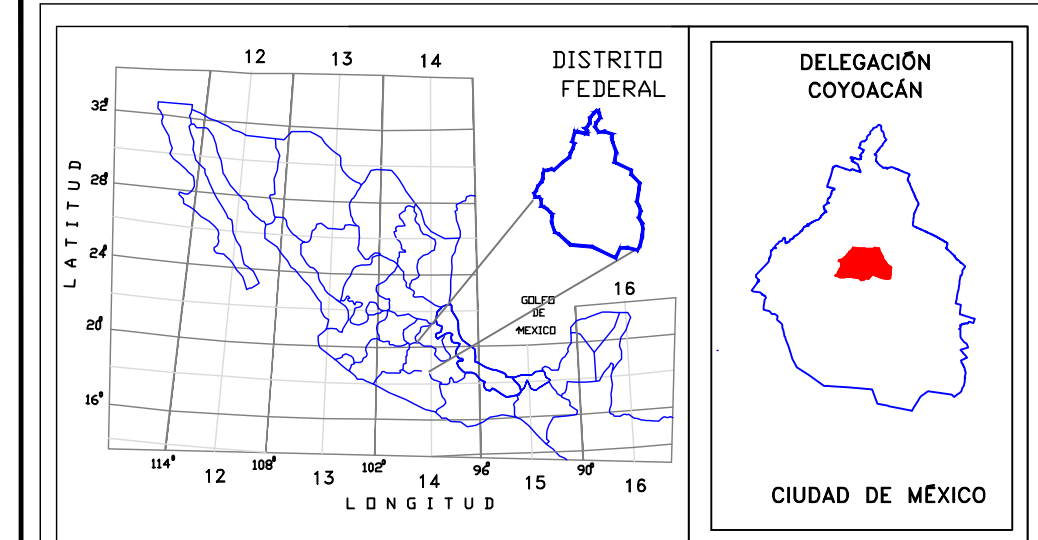 12 13 14
DISTRITO
FEDERAL
32°
28°
24°
20°
16°
LATITUD
16
GOLFO
DE
MEXICO
114° 108° 102° 96 90°
12 13 14 15 16
LONGITUD
DELEGACIÓN
COYOACÁN
CIUDAD DE MÉXICO